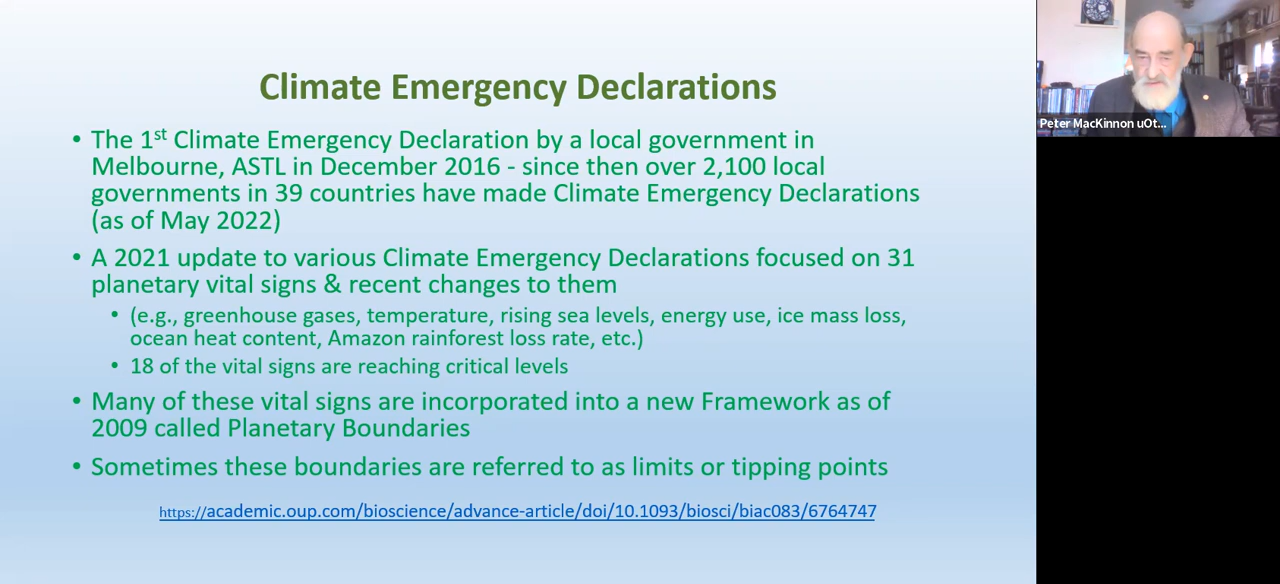 Climate Emergency Declarations
• The 1st Climate Emergency Declaration by a local government in
Melbourne, ASTL in December 2016 - since then over 2,100 local
governments in 39 countries have made Climate Emergency Declarations
(as of May 2022)
• A 2021 update to various Climate Emergency Declarations focused on 31
planetary vital signs & recent changes to them
• (e.g., greenhouse gases, temperature, rising sea levels, energy use, ice mass loss,
ocean heat content, Amazon rainforest loss rate, etc.)
• 18 of the vital signs are reaching critical levels
• Many of these vital signs are incorporated into a new Framework as of
2009 called Planetary Boundaries
• Sometimes these boundaries are referred to as limits or tipping points
https://academic.oup.com/bioscience/advance-article/doi/10.1093/biosci/biac083/6764747
Peter MacKinnon uOt...